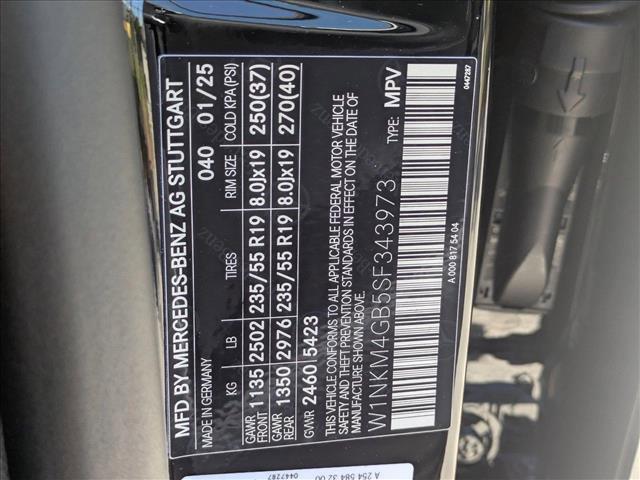 MFD BY MERCEDES-BENZ AG STUTTGART
MADE IN GERMANY 040 01/25
KG LB TIRES RIM SIZE COLD KPA(PSI)
GAWR FRONT 1135 2502 235/55 R19 8.0Jx19 250(37)
GAWR REAR 1350 2976 235/55 R19 8.0Jx19 270(40)
GVWR 2460 5423
THIS VEHICLE CONFORMS TO ALL APPLICABLE FEDERAL MOTOR VEHICLE
SAFETY AND THEFT PREVENTION STANDARDS IN EFFECT ON THE DATE OF
MANUFACTURE SHOWN ABOVE.
TYPE: MPV
W1NKM4GB5SF343973
A 000 817 54 04
0447287
A 254 584 32 00
0447287